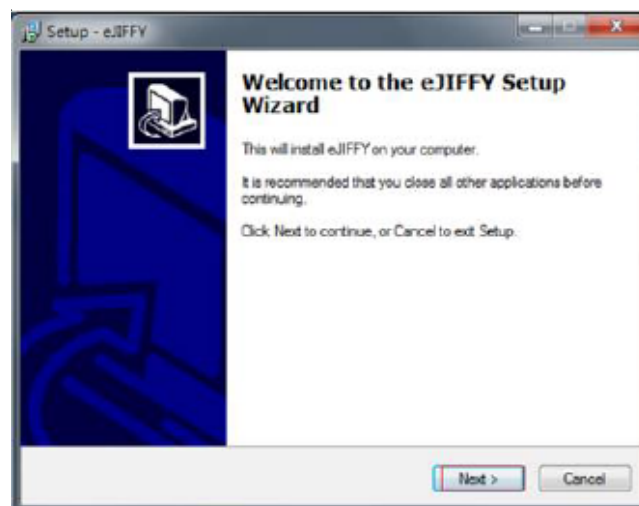 Setup - eJIFFY
Welcome to the eJIFFY Setup
Wizard
This will install eJIFFY on your computer.
It is recommended that you close all other applications before
continuing.
Click Next to continue, or Cancel to exit Setup.
Next >
Cancel